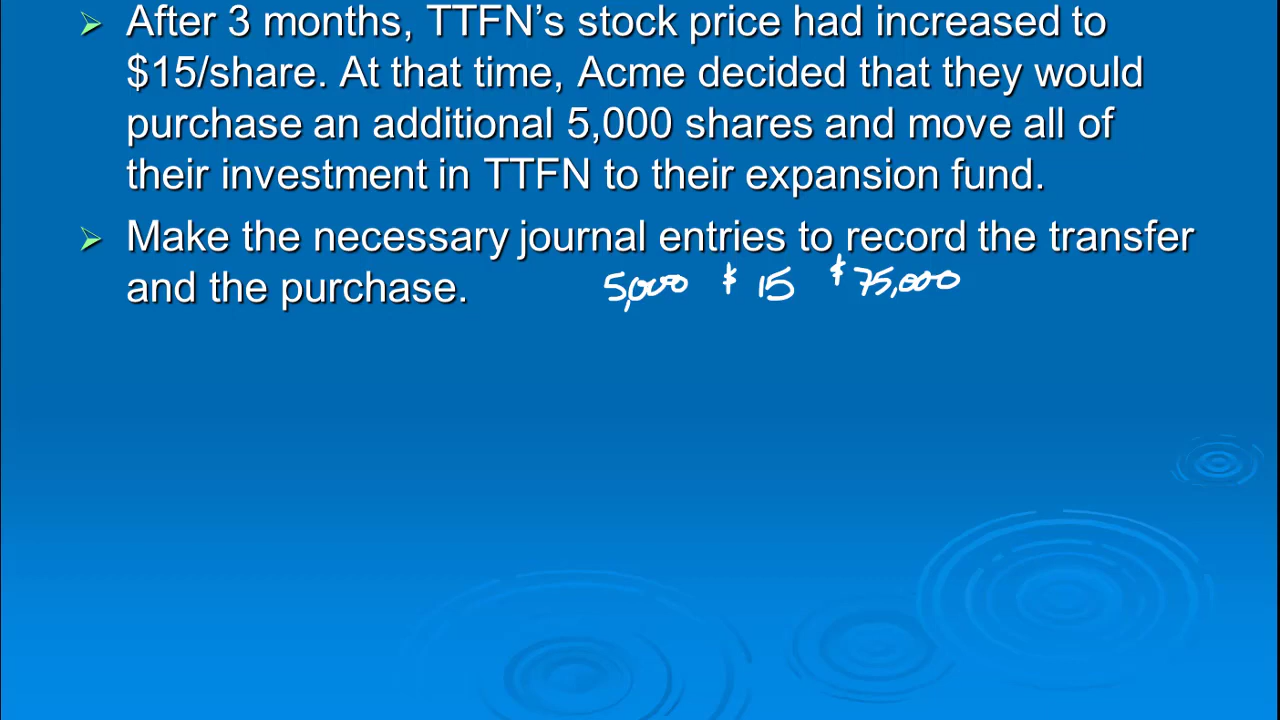 After 3 months, TTFN's stock price had increased to
$15/share. At that time, Acme decided that they would
purchase an additional 5,000 shares and move all of
their investment in TTFN to their expansion fund.
Make the necessary journal entries to record the transfer
and the purchase. 5,000 $ 15 $ 75,000